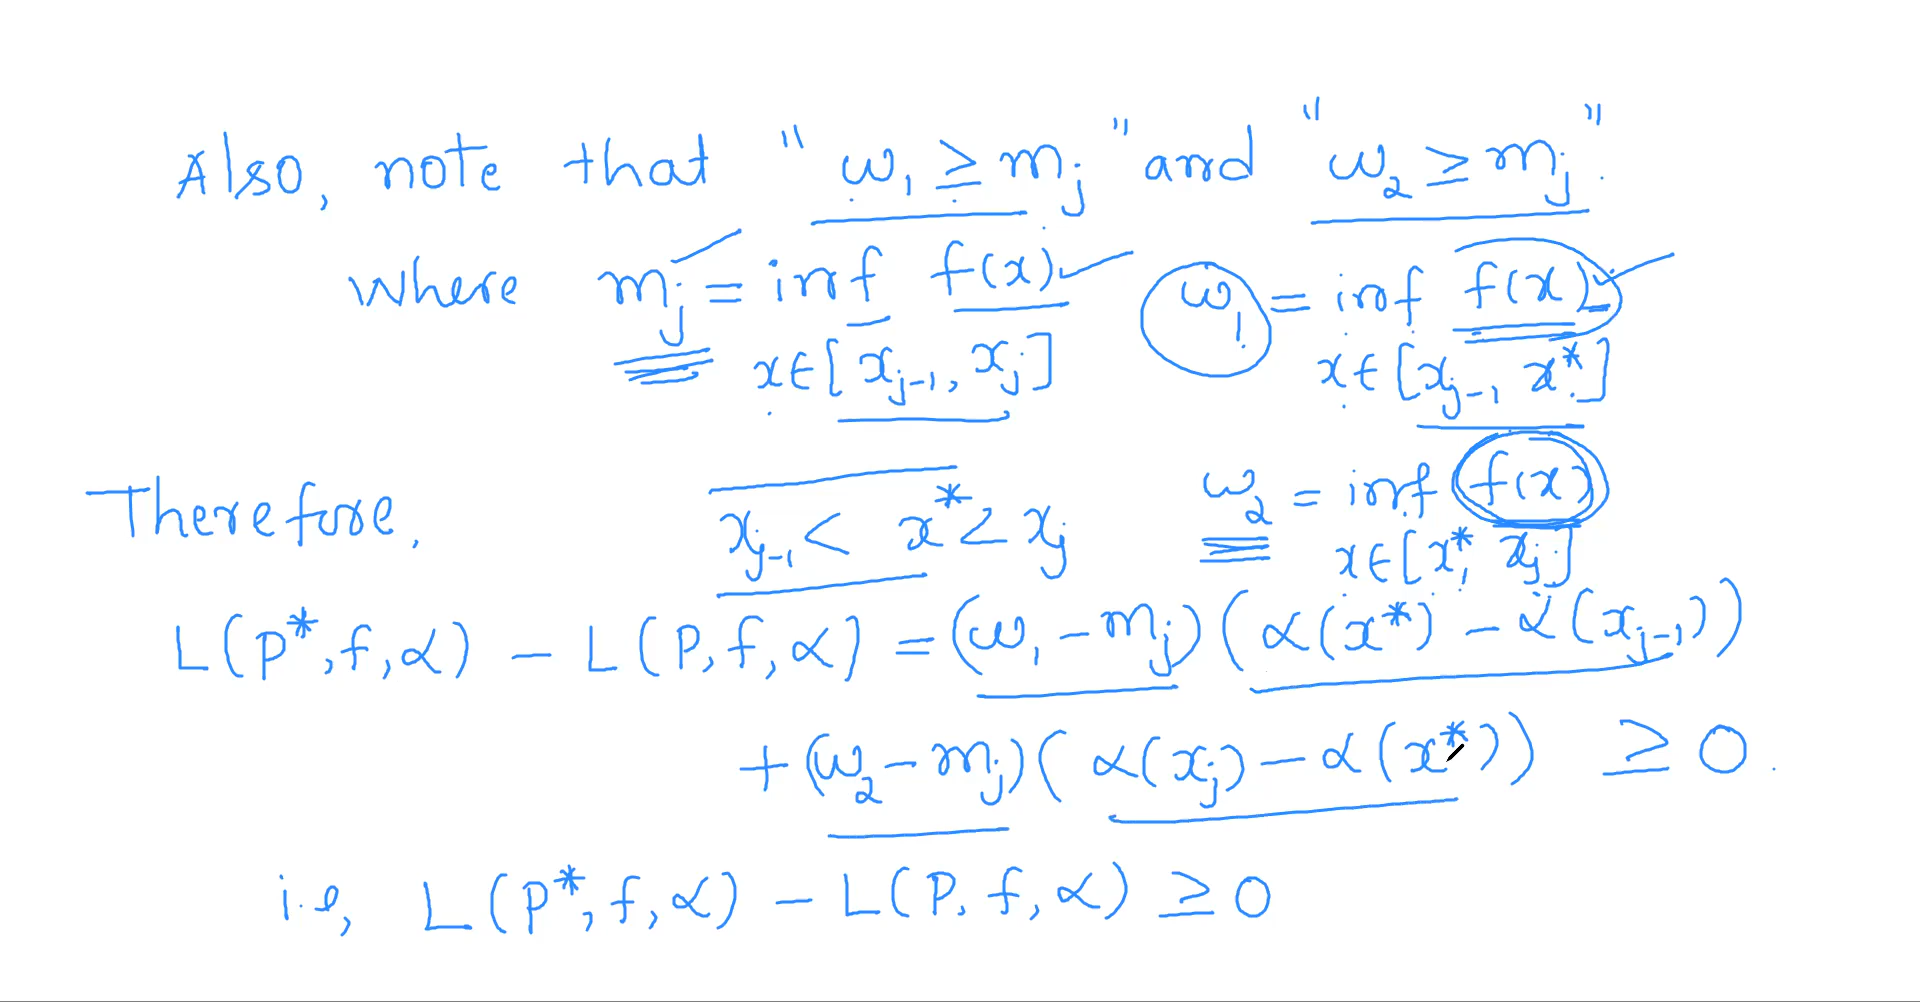 Also, note that "ω₁ ≥ mⱼ" and "ω₂ ≥ mⱼ".
where mⱼ = inf f(x) ω₁ = inf f(x)
x∈[xⱼ₋₁, xⱼ] x∈[xⱼ₋₁, x*]
Therefore, xⱼ₋₁ < x* < xⱼ ω₂ = inf f(x)
x∈[x*, xⱼ]
L(P*, f, α) - L(P, f, α) = (ω₁ - mⱼ)(α(x*) - α(xⱼ₋₁))
+ (ω₂ - mⱼ)(α(xⱼ) - α(x*)) ≥ 0.
i.e, L(P*, f, α) - L(P, f, α) ≥ 0